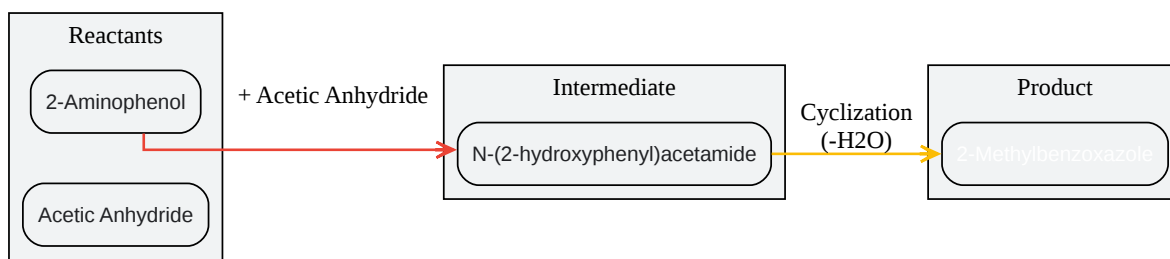 Reactants
2-Aminophenol
Acetic Anhydride
+ Acetic Anhydride
Intermediate
N-(2-hydroxyphenyl)acetamide
Cyclization
(-H2O)
Product
2-Methylbenzoxazole